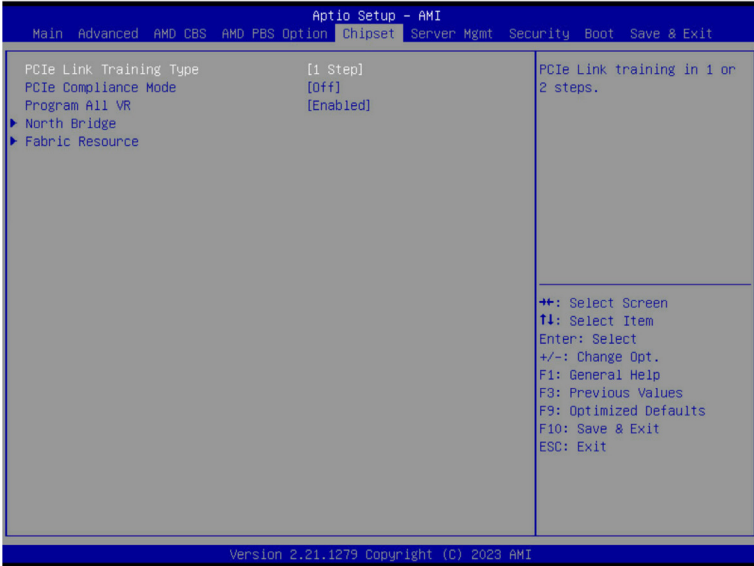 Aptio Setup – AMI
Main Advanced AMD CBS AMD PBS Option Chipset Server Mgmt Security Boot Save & Exit
PCIe Link Training Type [1 Step]
PCIe Compliance Mode [Off]
Program All VR [Enabled]
North Bridge
Fabric Resource
PCIe Link training in 1 or
2 steps.
→←: Select Screen
↑↓: Select Item
Enter: Select
+/-: Change Opt.
F1: General Help
F3: Previous Values
F9: Optimized Defaults
F10: Save & Exit
ESC: Exit
Version 2.21.1279 Copyright (C) 2023 AMI